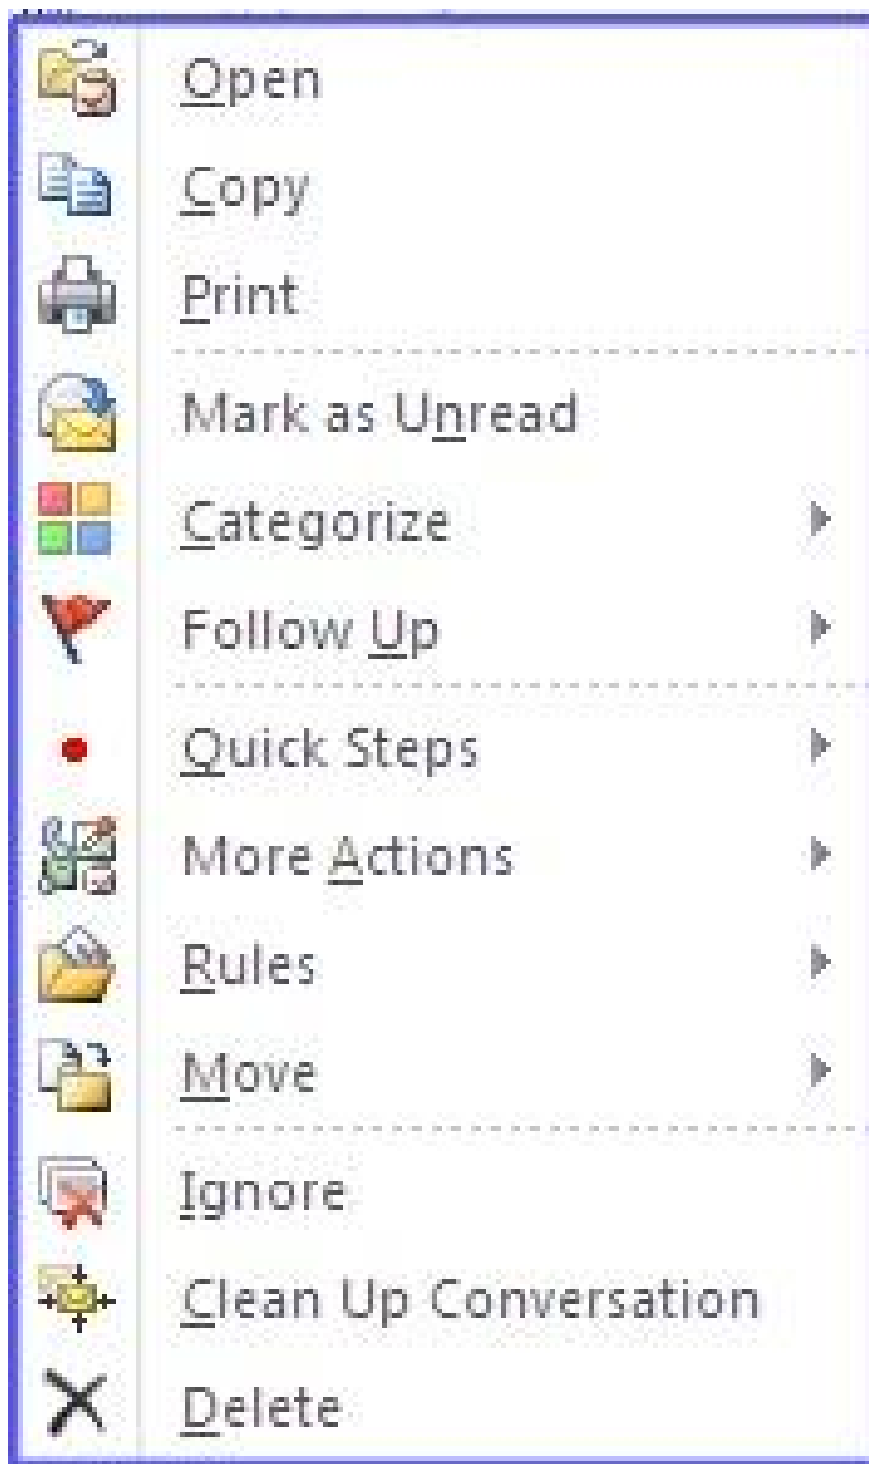 Open
Copy
Print
Mark as Unread
Categorize
Follow Up
Quick Steps
More Actions
Rules
Move
Ignore
Clean Up Conversation
Delete